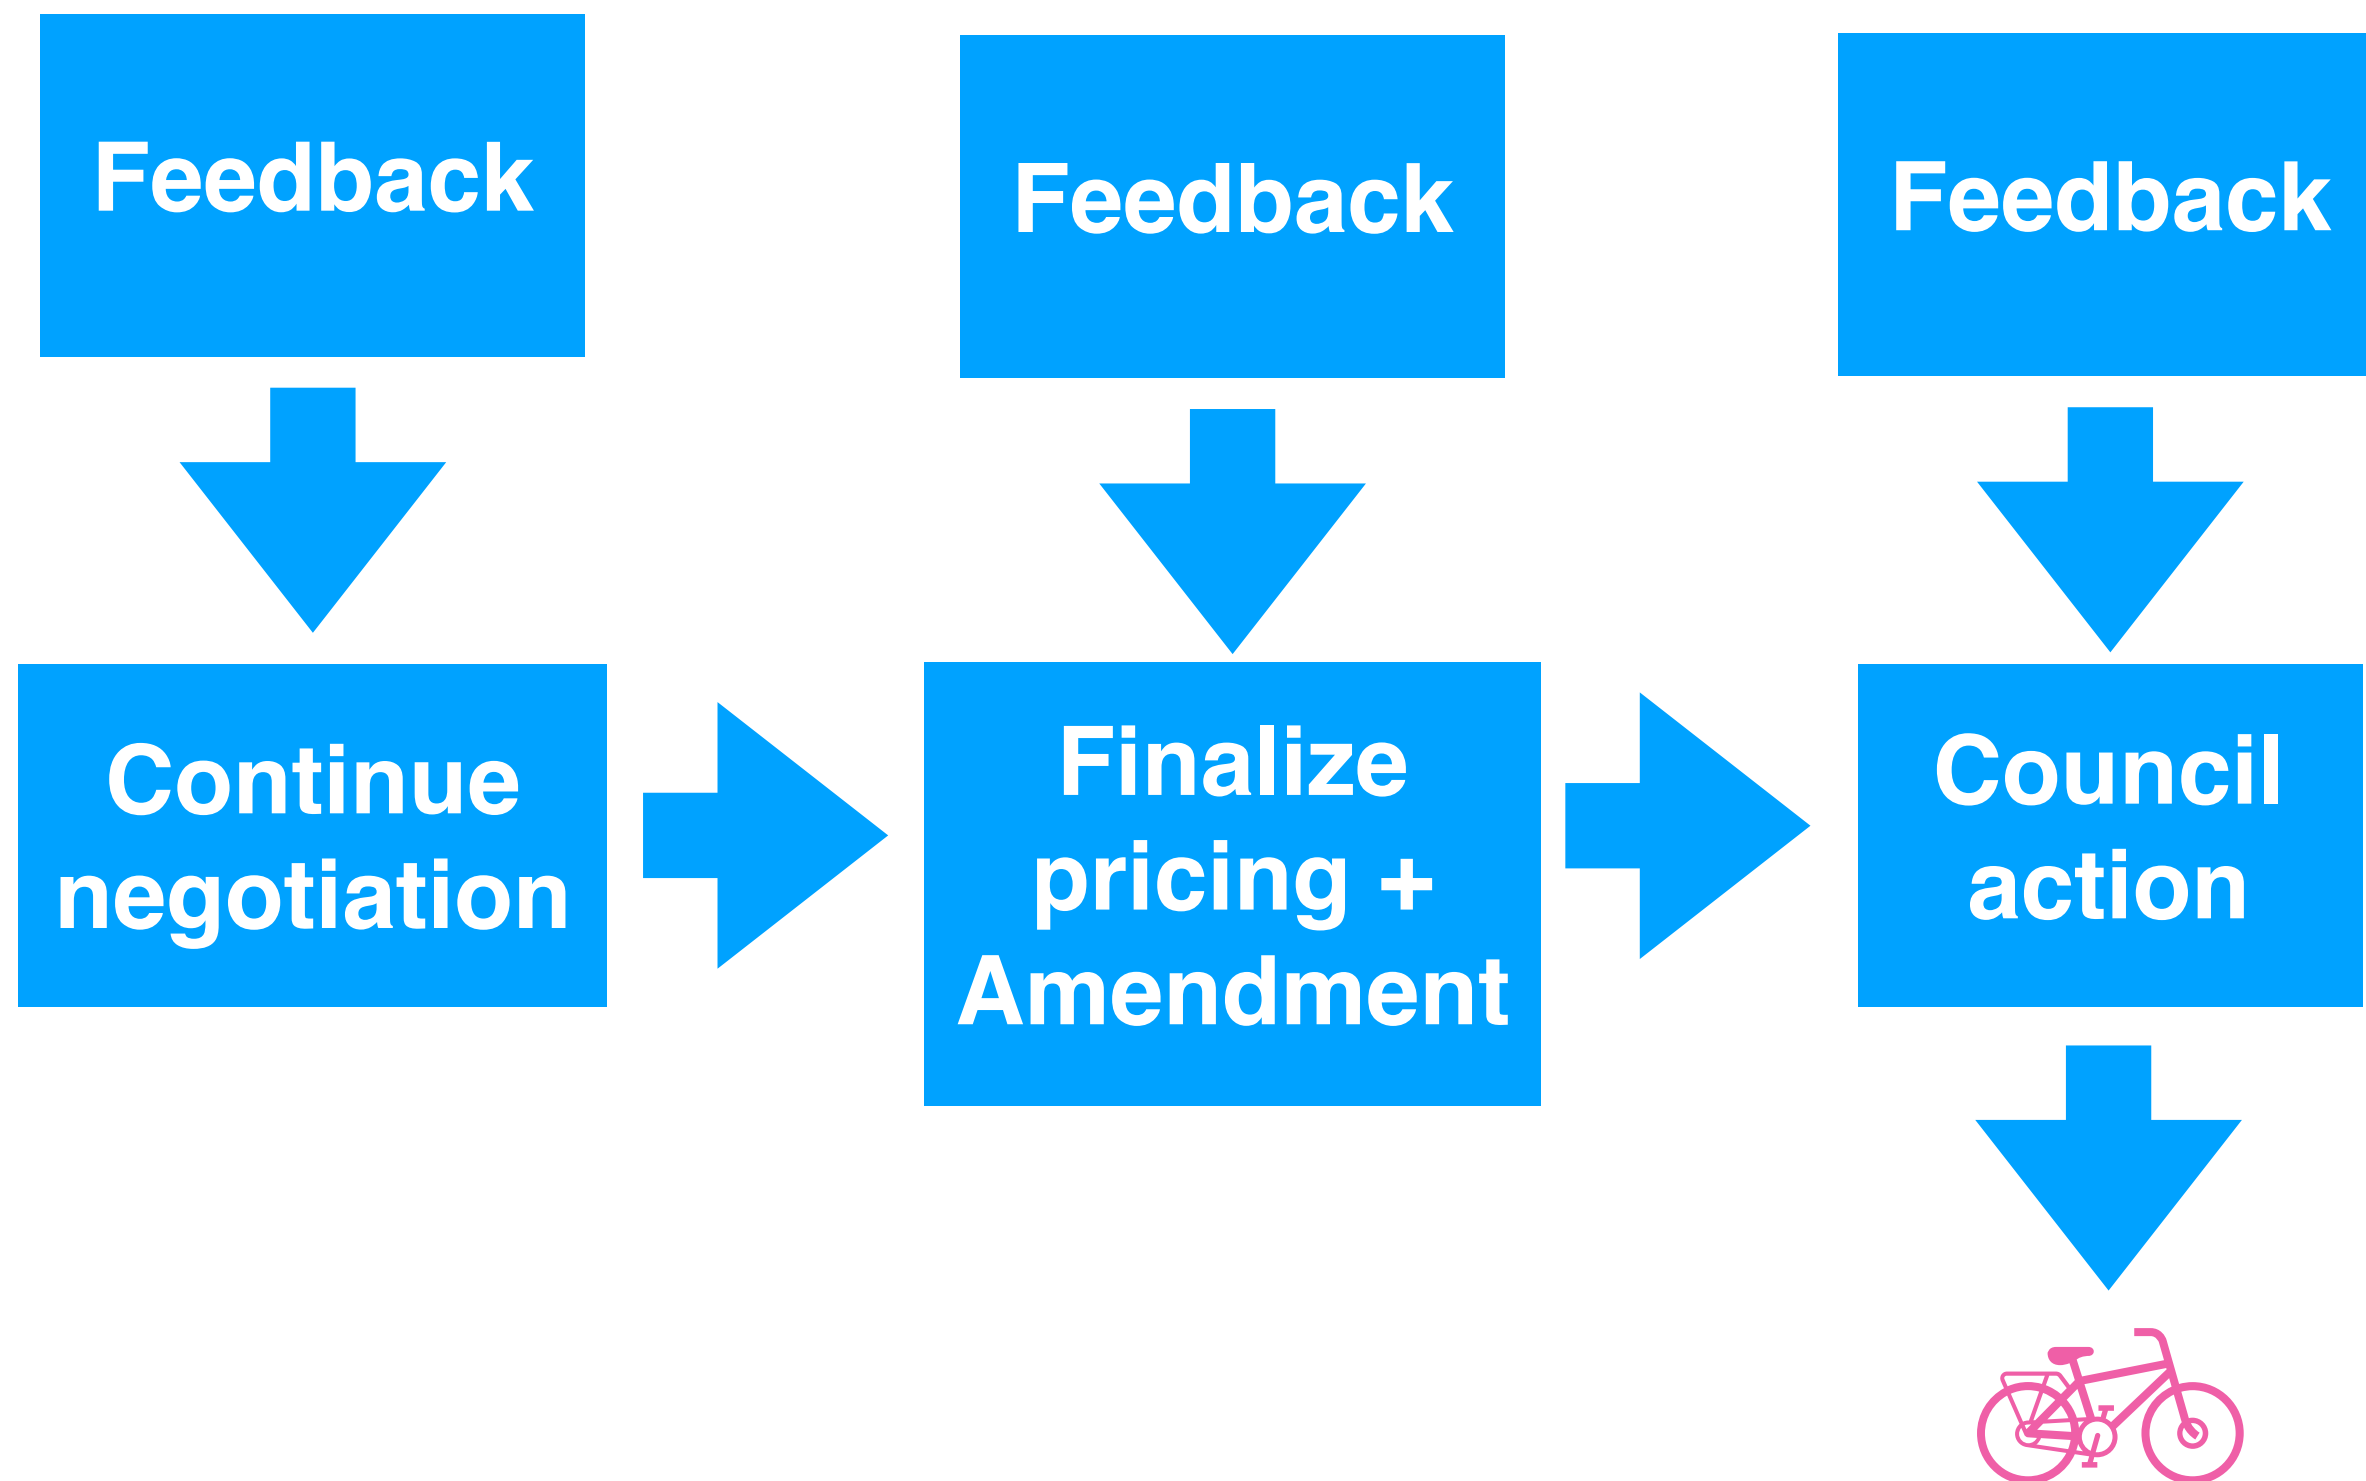 Feedback
Feedback
Feedback
Continue
negotiation
Finalize
pricing +
Amendment
Council
action